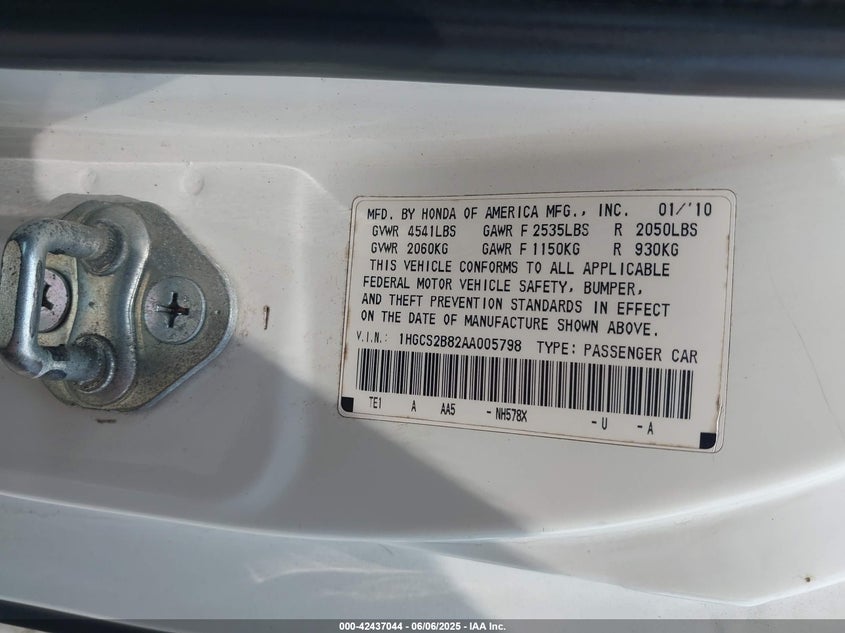 MFD. BY HONDA OF AMERICA MFG., INC. 01/'10
GVWR 4541LBS GAWR F 2535LBS R 2050LBS
GVWR 2060KG GAWR F 1150KG R 930KG
THIS VEHICLE CONFORMS TO ALL APPLICABLE
FEDERAL MOTOR VEHICLE SAFETY, BUMPER,
AND THEFT PREVENTION STANDARDS IN EFFECT
ON THE DATE OF MANUFACTURE SHOWN ABOVE.
V.I.N.: 1HGCS2B82AA005798 TYPE: PASSENGER CAR
TE1 A AA5 -NH578X -U -A
000-42437044 - 06/06/2025 - IAA Inc.